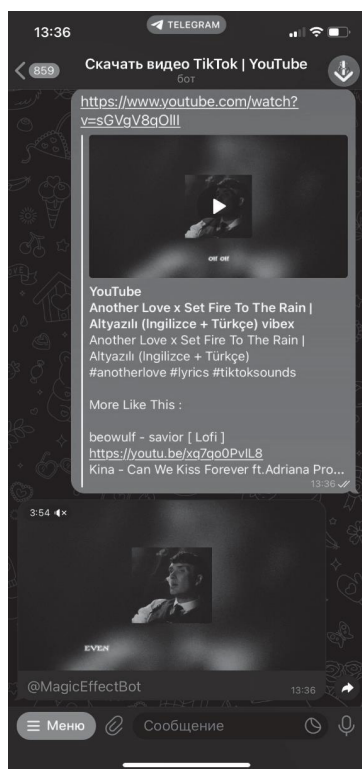 13:36
TELEGRAM
859
Скачать видео TikTok | YouTube
бот
https://www.youtube.com/watch?
v=sGVgV8qOlII
OH OH
YouTube
Another Love x Set Fire To The Rain |
Altyazılı (Ingilizce + Türkçe) vibex
Another Love x Set Fire To The Rain |
Altyazılı (Ingilizce + Türkçe)
#anotherlove #lyrics #tiktoksounds
More Like This :
beowulf - savior [ Lofi ]
https://youtu.be/xq7qo0PvIL8
Kina - Can We Kiss Forever ft.Adriana Pro...
13:36
3:54
EVEN
@MagicEffectBot
13:36
Меню
Сообщение